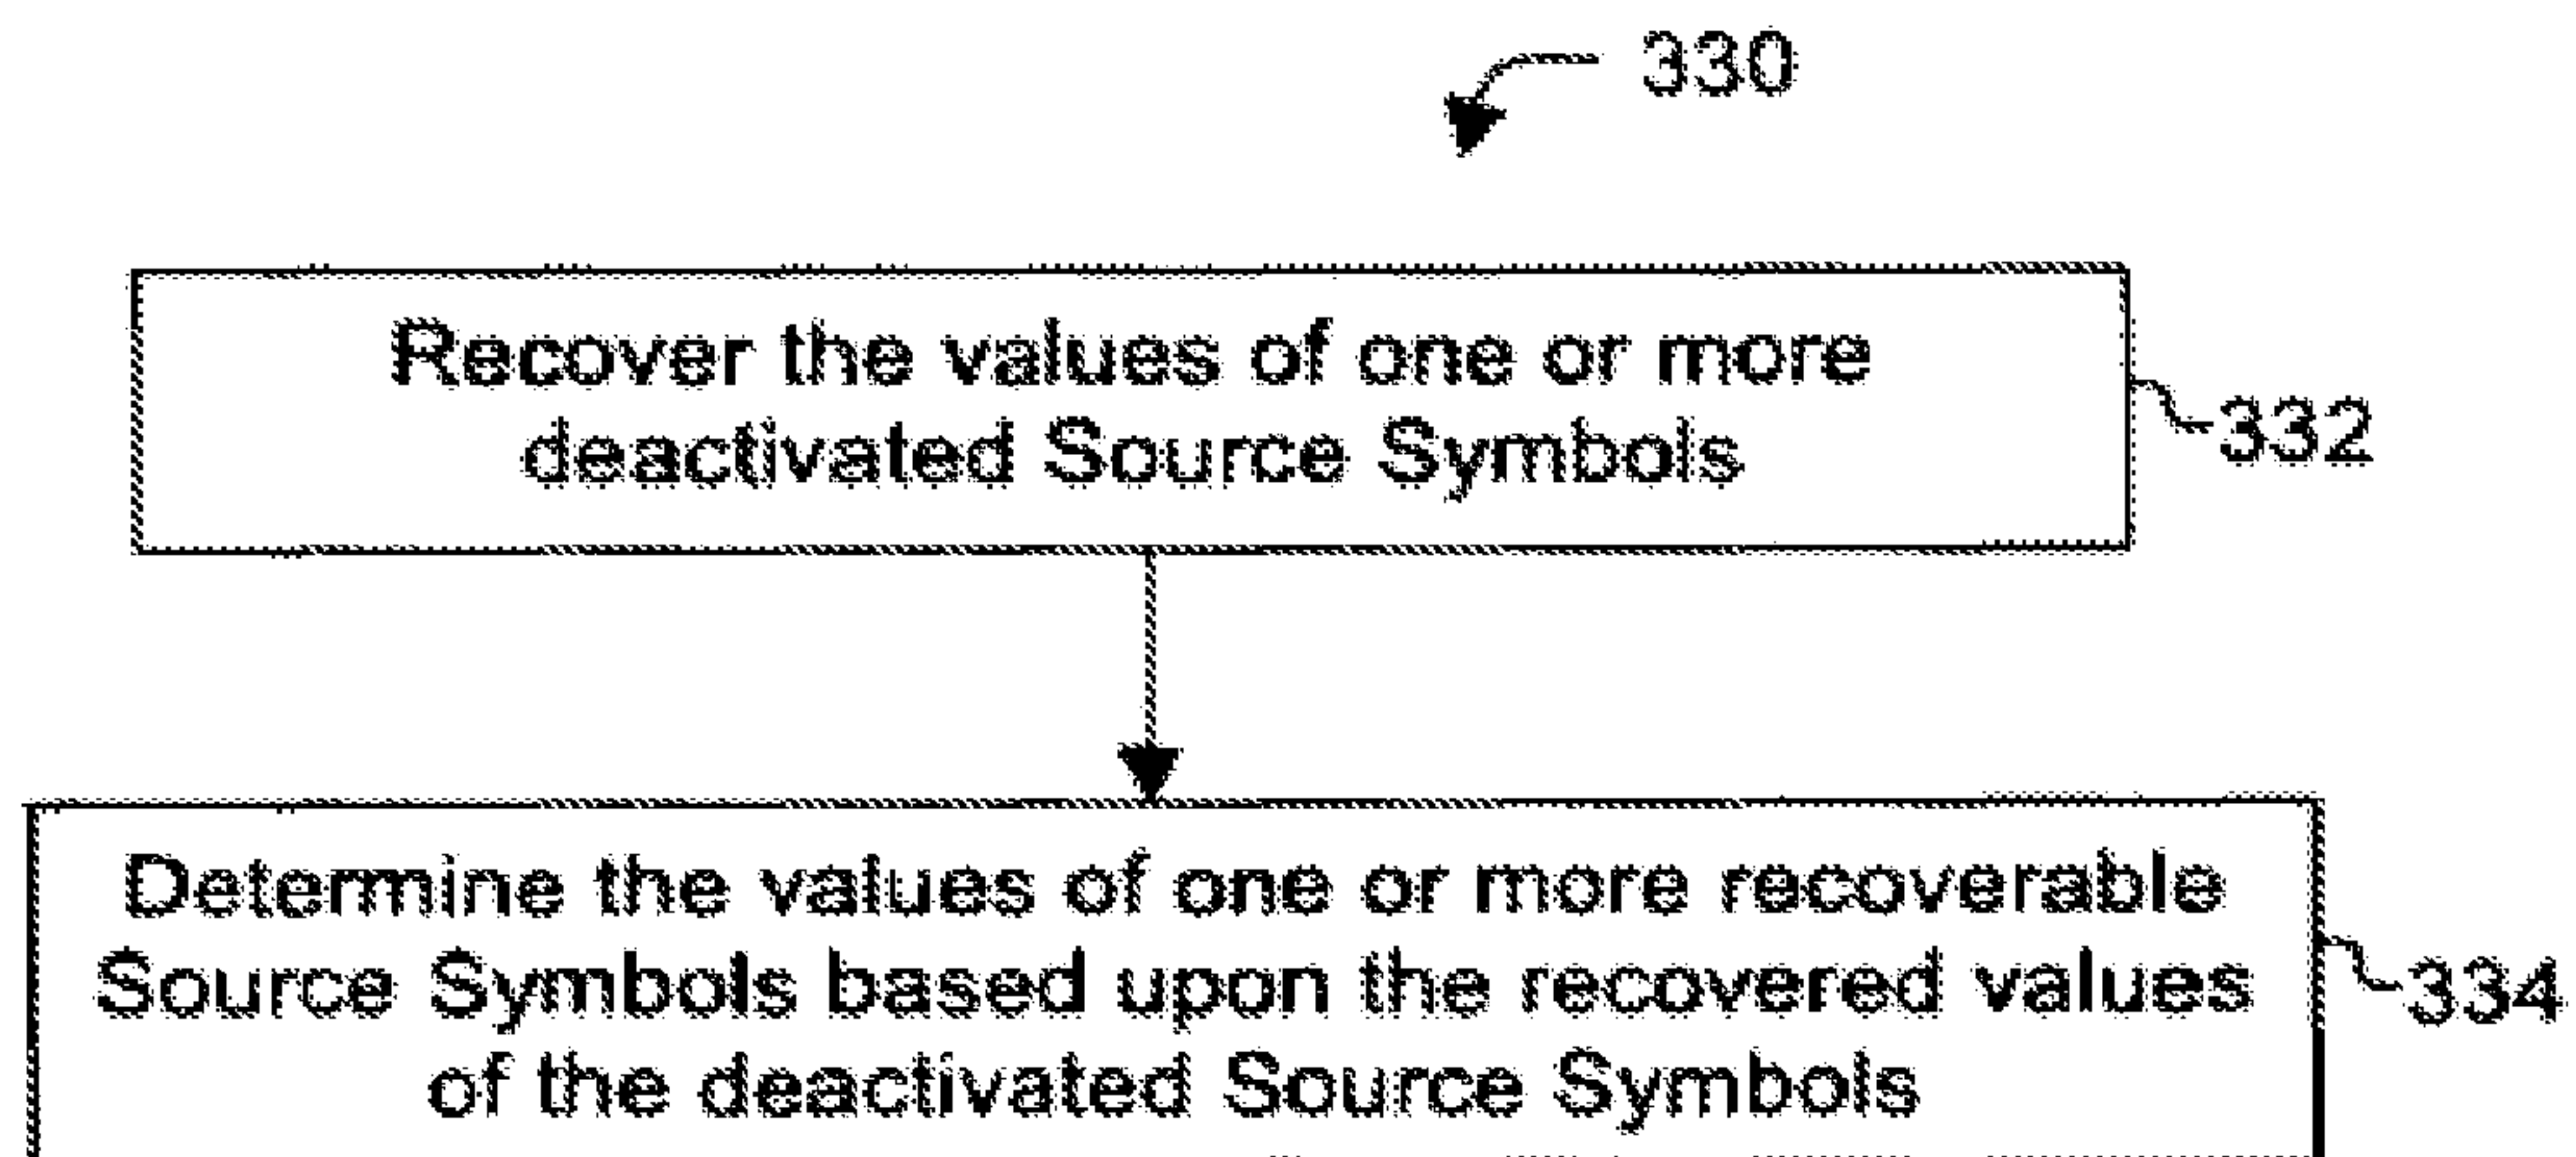 330
Recover the values of one or more
deactivated Source Symbols
332
Determine the values of one or more recoverable
Source Symbols based upon the recovered values
of the deactivated Source Symbols
334